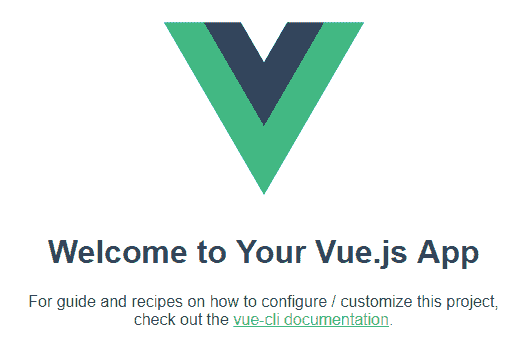 Welcome to Your Vue.js App
For guide and recipes on how to configure / customize this project,
check out the vue-cli documentation.